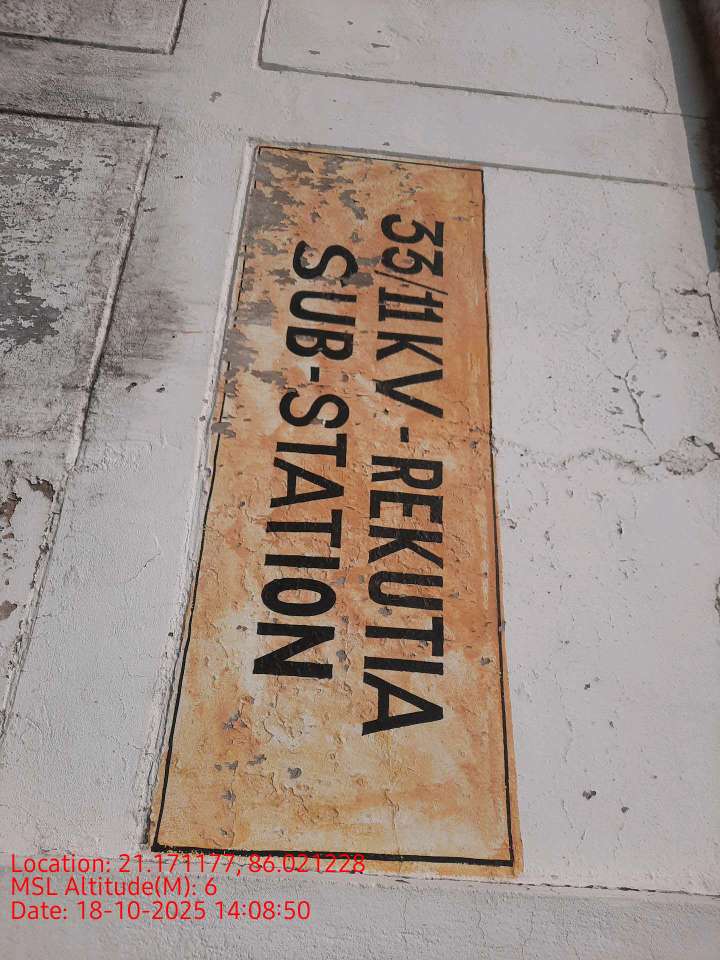 33/11KV-REKUTIA
SUB-STATION
Location: 21.171177, 86.021228
MSL Altitude(M): 6
Date: 18-10-2025 14:08:50